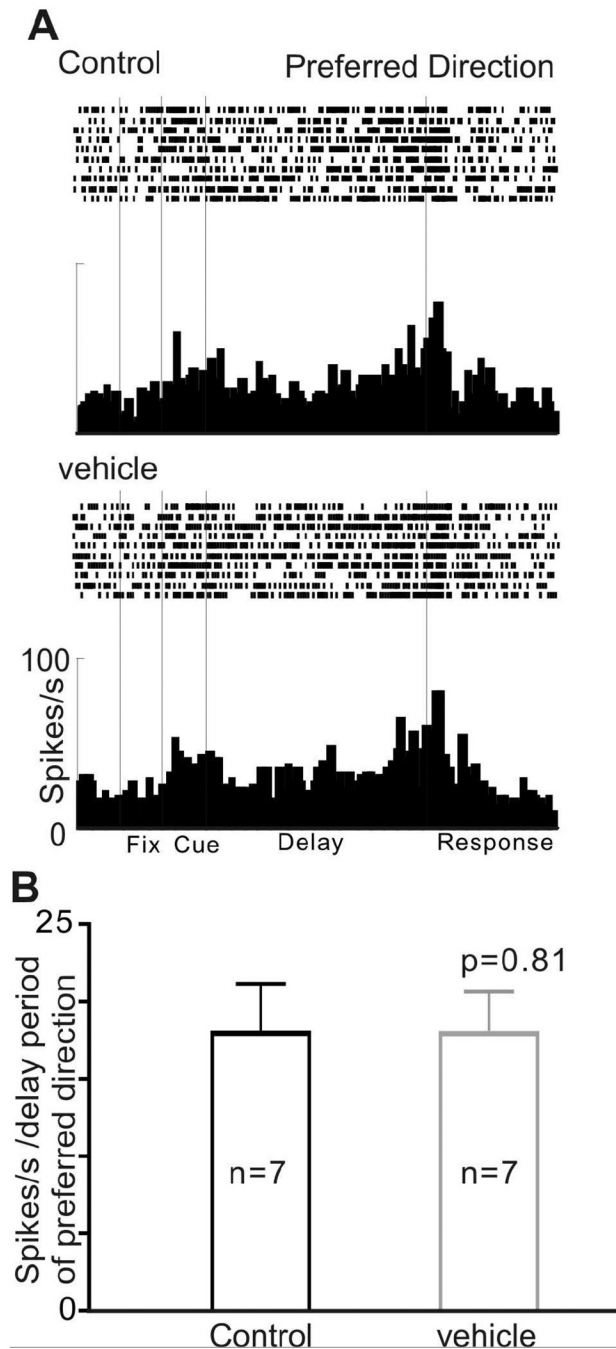 A
Control Preferred Direction
vehicle
100
Spikes/s
0
Fix Cue Delay Response
B
25
Spikes/s /delay period
of preferred direction
p=0.81
n=7 n=7
0
Control vehicle